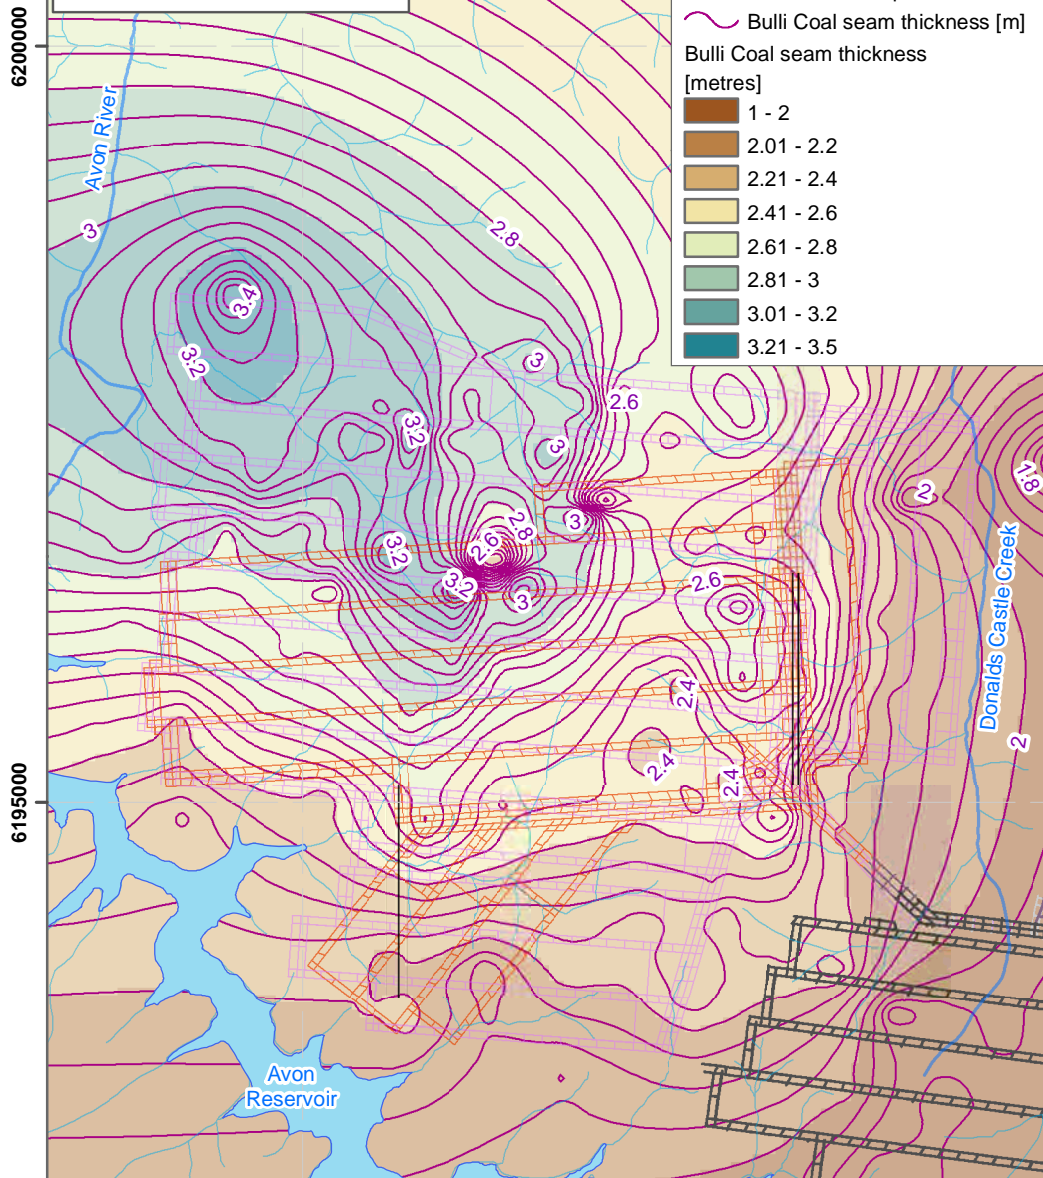 Bulli Coal seam thickness [m]
Bulli Coal seam thickness
[metres]
1 - 2
2.01 - 2.2
2.21 - 2.4
2.41 - 2.6
2.61 - 2.8
2.81 - 3
3.01 - 3.2
3.21 - 3.5
6200000
Avon River
3
2.8
3.4
3.2
3
2.6
3.2
3
1.8
2
3
2.8
2.6
3.2
3.2
3
2.6
Donalds Castle Creek
2.4
2
2.4
2.4
6195000
Avon
Reservoir